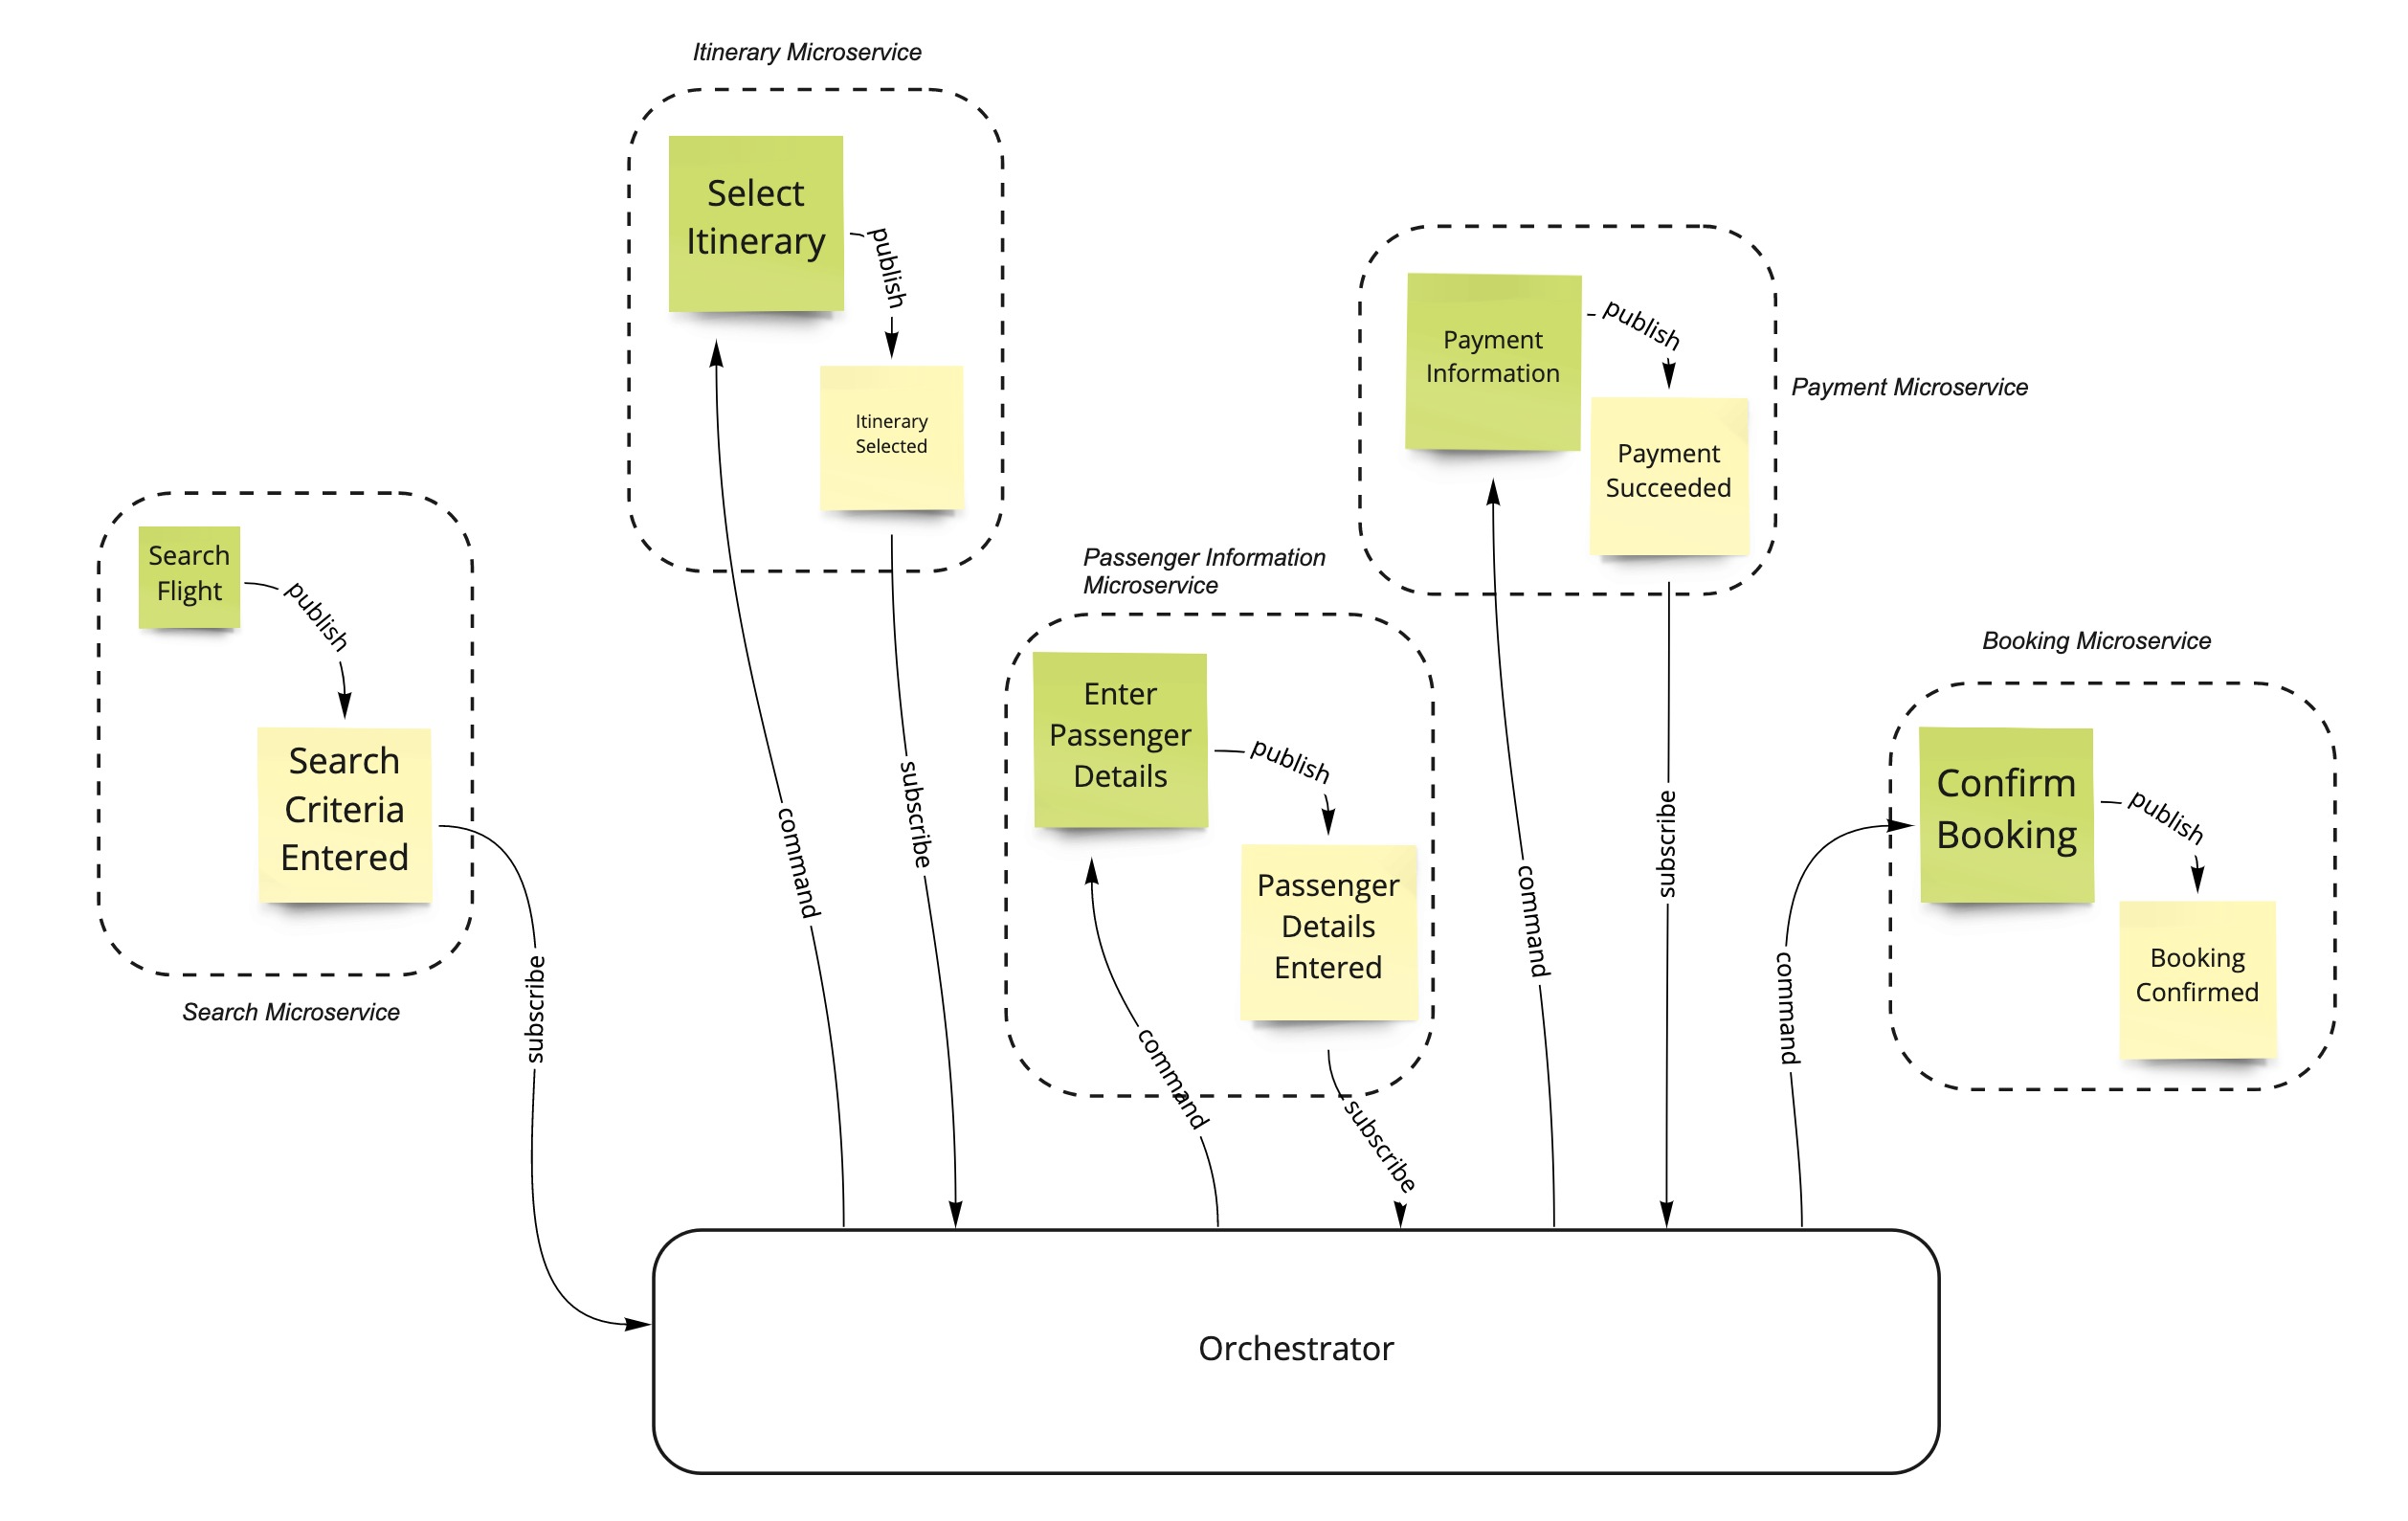 Itinerary Microservice
Select
Itinerary
publish
Itinerary
Selected
command
subscribe
Search
Flight
publish
Search
Criteria
Entered
Search Microservice
subscribe
Passenger Information
Microservice
Enter
Passenger
Details
publish
Passenger
Details
Entered
command
subscribe
Payment
Information
publish
Payment
Succeeded
Payment Microservice
command
subscribe
Booking Microservice
Confirm
Booking
publish
Booking
Confirmed
command
Orchestrator